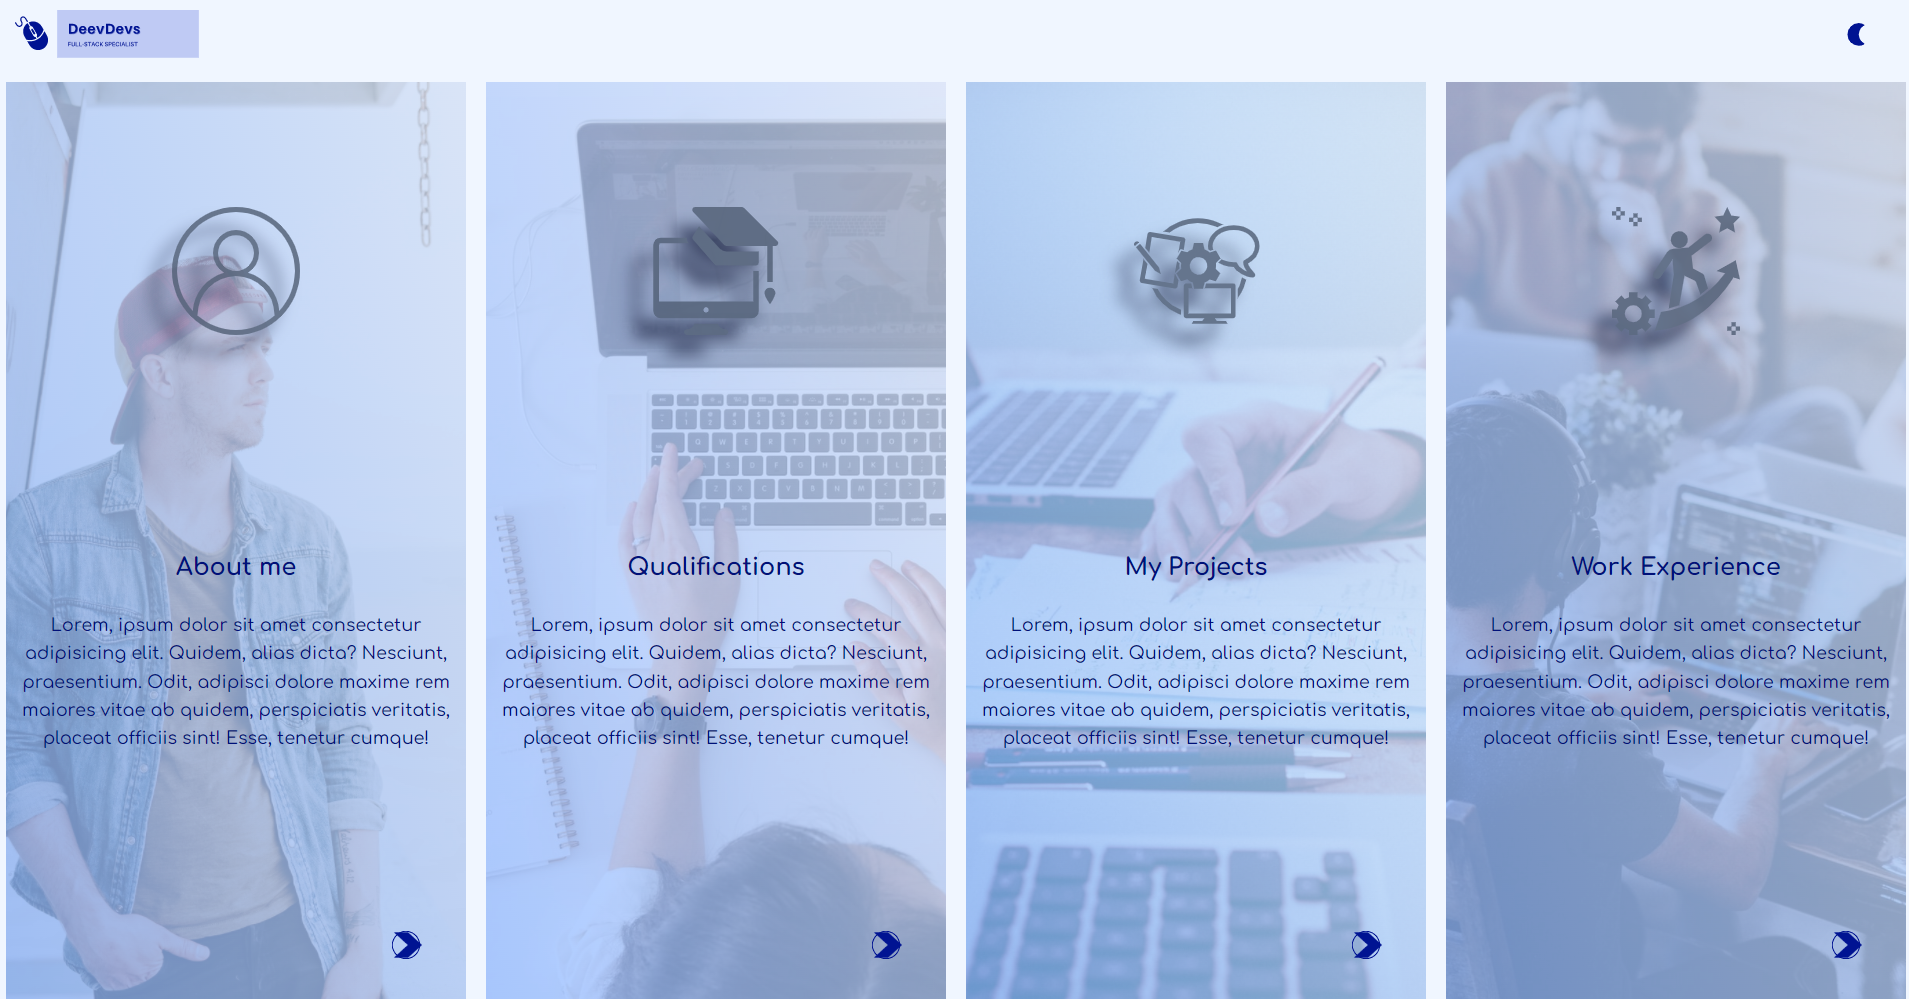 DeevDevs
FULL-STACK SPECIALIST
About me
Lorem, ipsum dolor sit amet consectetur
adipisicing elit. Quidem, alias dicta? Nesciunt,
praesentium. Odit, adipisci dolore maxime rem
maiores vitae ab quidem, perspiciatis veritatis,
placeat officiis sint! Esse, tenetur cumque!
Qualifications
Lorem, ipsum dolor sit amet consectetur
adipisicing elit. Quidem, alias dicta? Nesciunt,
praesentium. Odit, adipisci dolore maxime rem
maiores vitae ab quidem, perspiciatis veritatis,
placeat officiis sint! Esse, tenetur cumque!
My Projects
Lorem, ipsum dolor sit amet consectetur
adipisicing elit. Quidem, alias dicta? Nesciunt,
praesentium. Odit, adipisci dolore maxime rem
maiores vitae ab quidem, perspiciatis veritatis,
placeat officiis sint! Esse, tenetur cumque!
Work Experience
Lorem, ipsum dolor sit amet consectetur
adipisicing elit. Quidem, alias dicta? Nesciunt,
praesentium. Odit, adipisci dolore maxime rem
maiores vitae ab quidem, perspiciatis veritatis,
placeat officiis sint! Esse, tenetur cumque!